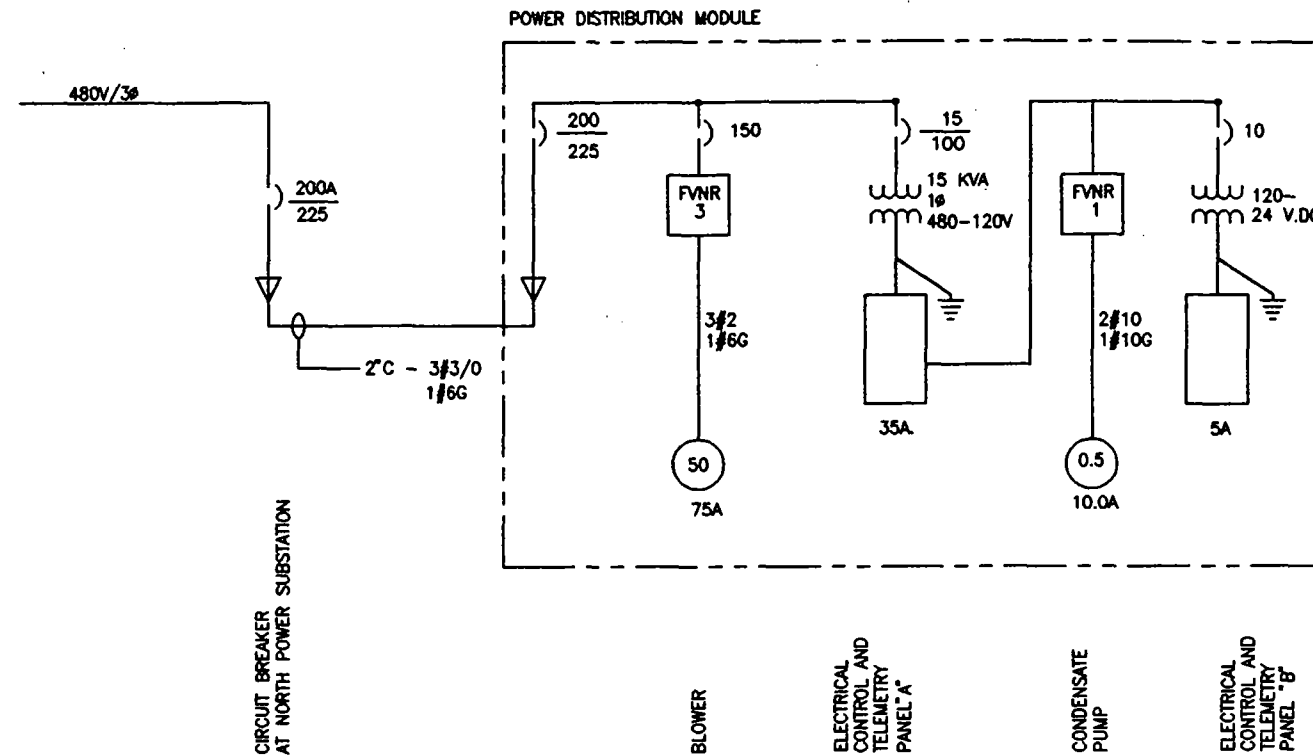 POWER DISTRIBUTION MODULE
480V/3ø
200A
225
200
225
150
15
100
10
FVNR
3
15 KVA
1ø
480-120V
FVNR
1
120-
24 V.DC
3#2
1#6G
2#10
1#10G
2"C - 3#3/0
1#6G
35A.
5A
50
75A
0.5
10.0A
CIRCUIT BREAKER
AT NORTH POWER SUBSTATION
BLOWER
ELECTRICAL
CONTROL AND
TELEMETRY
PANEL "A"
CONDENSATE
PUMP
ELECTRICAL
CONTROL AND
TELEMETRY
PANEL "B"